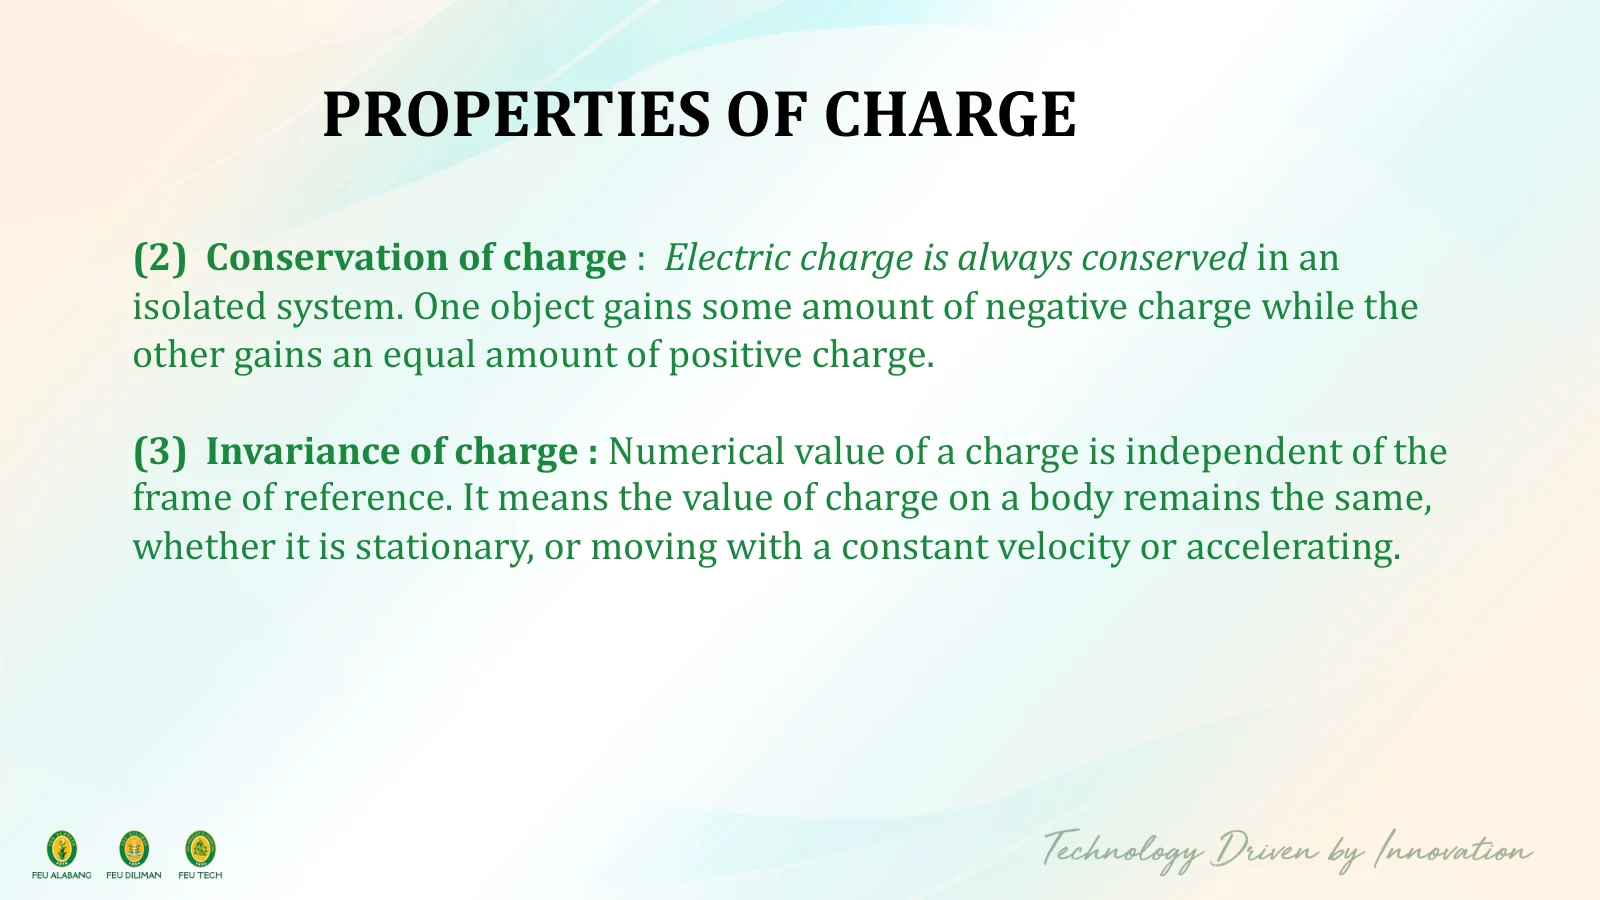 PROPERTIES OF CHARGE
(2) Conservation of charge : Electric charge is always conserved in an
isolated system. One object gains some amount of negative charge while the
other gains an equal amount of positive charge.
(3) Invariance of charge : Numerical value of a charge is independent of the
frame of reference. It means the value of charge on a body remains the same,
whether it is stationary, or moving with a constant velocity or accelerating.
FEU ALABANG FEU DILIMAN FEU TECH
Technology Driven by Innovation